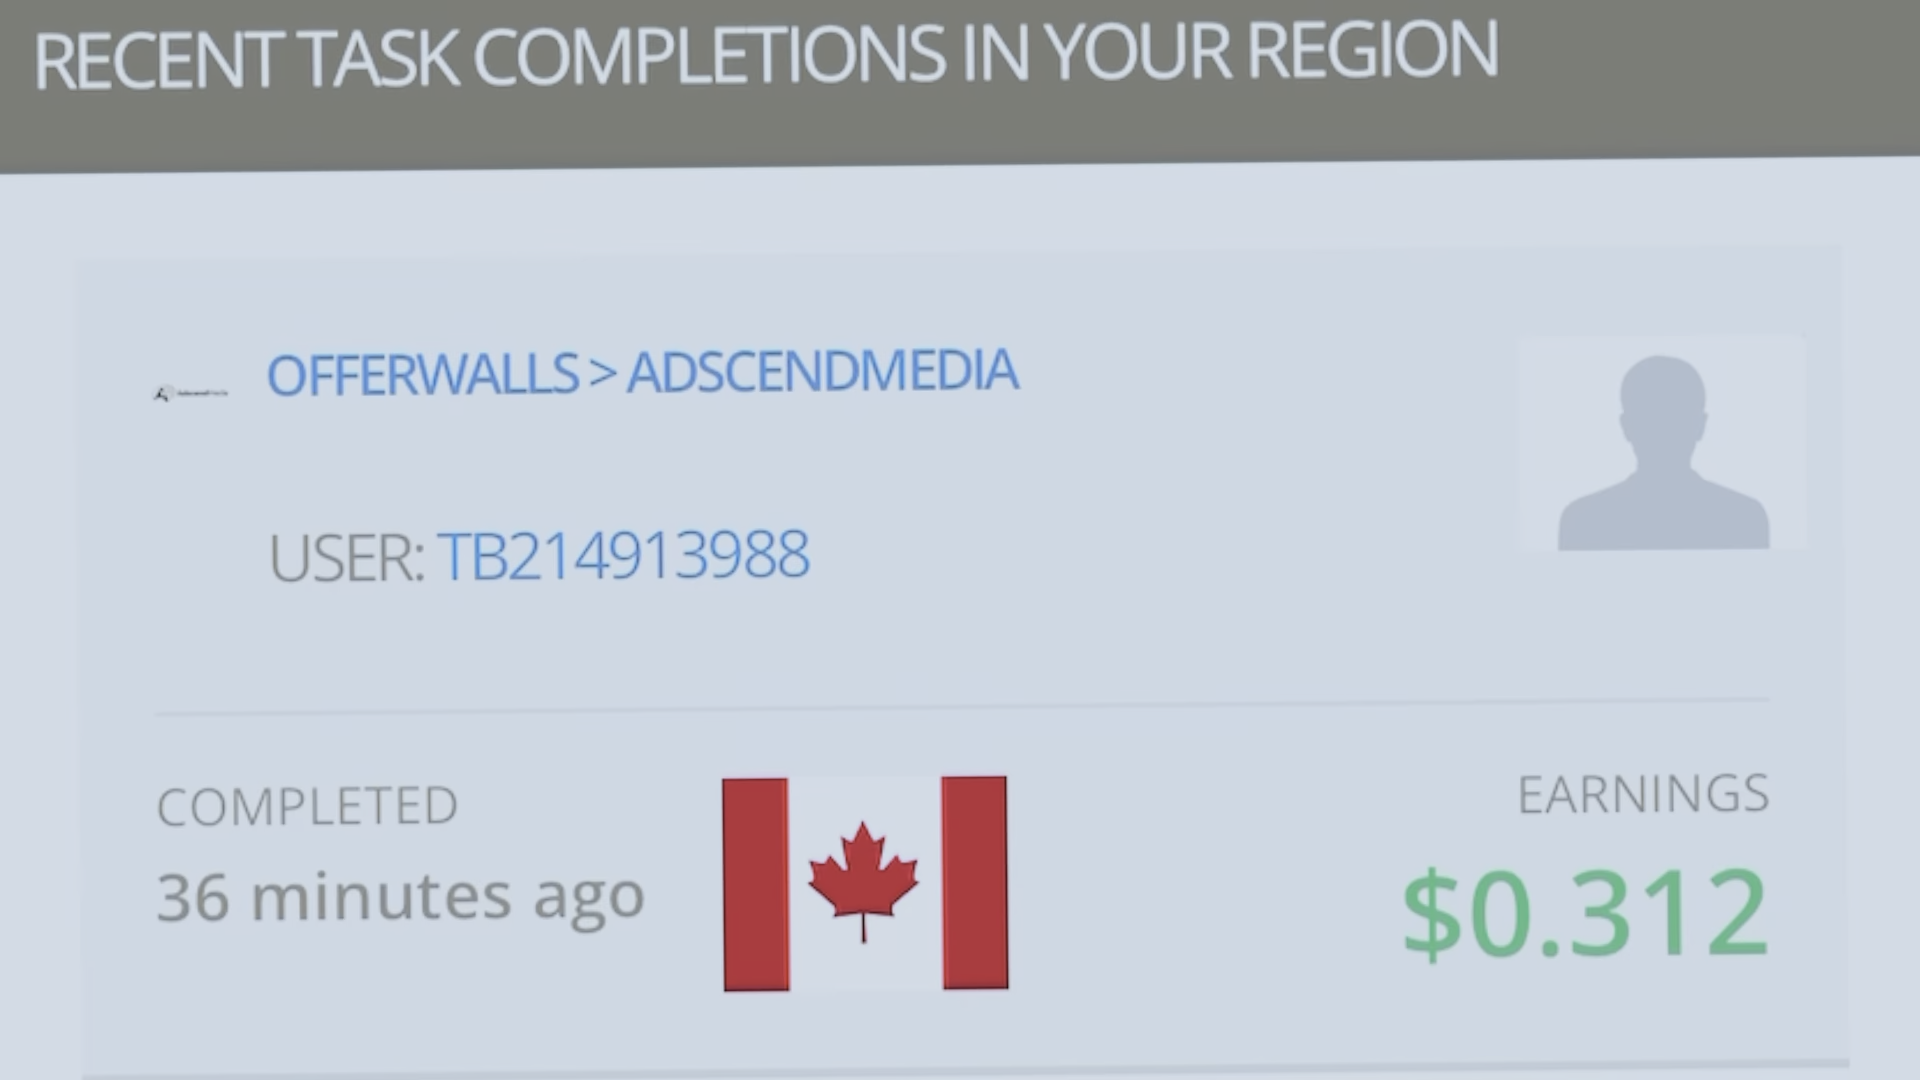 RECENT TASK COMPLETIONS IN YOUR REGION
OFFERWALLS > ADSCENDMEDIA
USER: TB214913988
COMPLETED
36 minutes ago
EARNINGS
$0.312